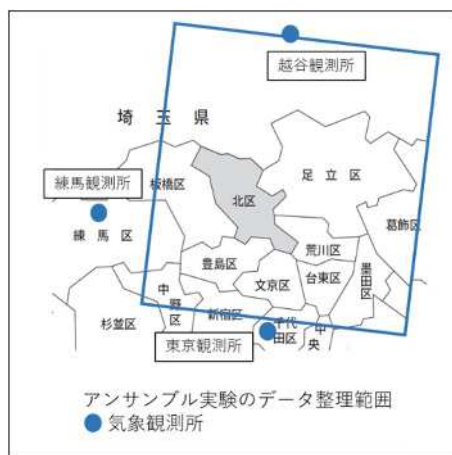 越谷観測所
埼玉県
練馬観測所
板橋区
足立区
北区
葛飾区
練馬区
豊島区
荒川区
文京区
台東区
墨田区
中野区
杉並区
新宿区
千代田区
中央
東京観測所
アンサンブル実験のデータ整理範囲
気象観測所